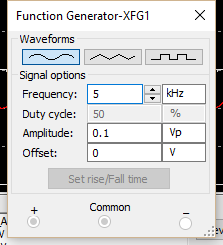 Function Generator-XFG1
Waveforms
Signal options
Frequency: 5 kHz
Duty cycle: 50 %
Amplitude: 0.1 Vp
Offset: 0 V
Set rise/Fall time
+ Common −